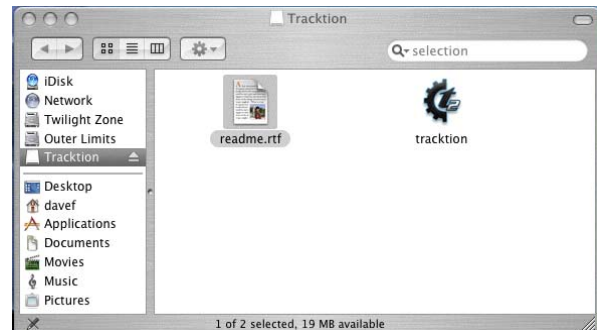 Tracktion
selection
iDisk
Network
Twilight Zone
Outer Limits
Tracktion
Desktop
davef
Applications
Documents
Movies
Music
Pictures
readme.rtf
tracktion
1 of 2 selected, 19 MB available